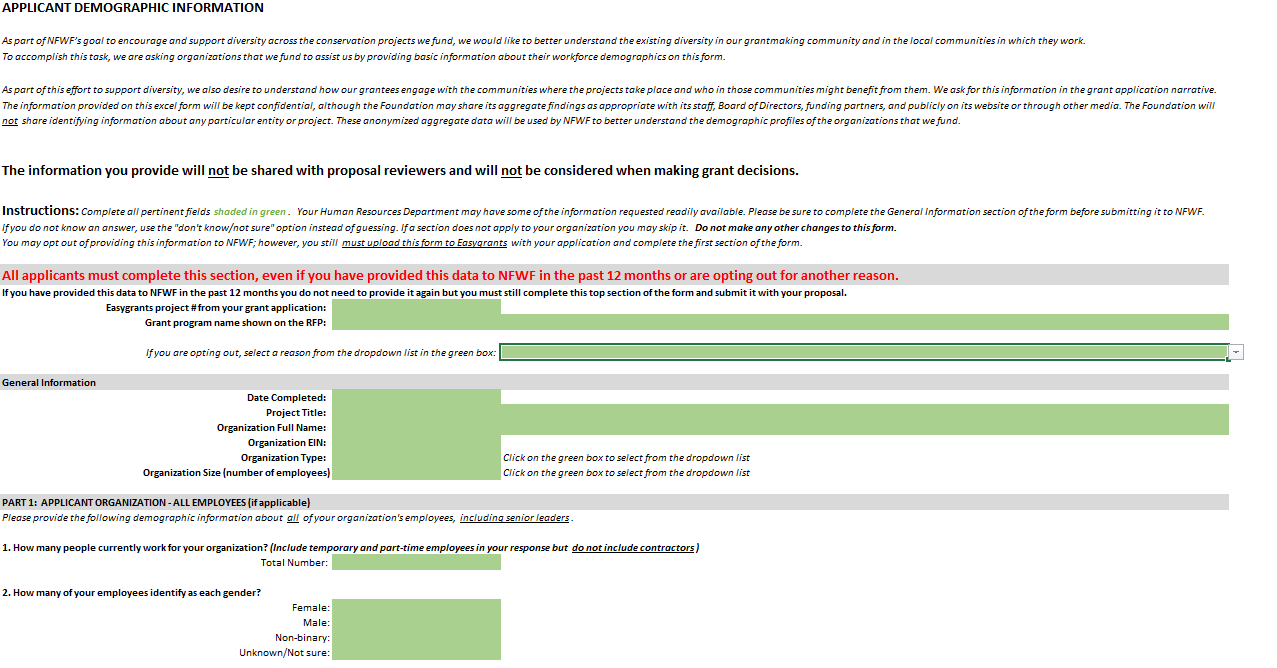 APPLICANT DEMOGRAPHIC INFORMATION
As part of NFWF's goal to encourage and support diversity across the conservation projects we fund, we would like to better understand the existing diversity in our grantmaking community and in the local communities in which they work.
To accomplish this task, we are asking organizations that we fund to assist us by providing basic information about their workforce demographics on this form.
As part of this effort to support diversity, we also desire to understand how our grantees engage with the communities where the projects take place and who in those communities might benefit from them. We ask for this information in the grant application narrative.
The information provided on this excel form will be kept confidential, although the Foundation may share its aggregate findings as appropriate with its staff, Board of Directors, funding partners, and publicly on its website or through other media. The Foundation will
not share identifying information about any particular entity or project. These anonymized aggregate data will be used by NFWF to better understand the demographic profiles of the organizations that we fund.
The information you provide will not be shared with proposal reviewers and will not be considered when making grant decisions.
Instructions: Complete all pertinent fields shaded in green. Your Human Resources Department may have some of the information requested readily available. Please be sure to complete the General Information section of the form before submitting it to NFWF.
If you do not know an answer, use the "don't know/not sure" option instead of guessing. If a section does not apply to your organization you may skip it. Do not make any other changes to this form.
You may opt out of providing this information to NFWF; however, you still must upload this form to Easygrants with your application and complete the first section of the form.
All applicants must complete this section, even if you have provided this data to NFWF in the past 12 months or are opting out for another reason.
If you have provided this data to NFWF in the past 12 months you do not need to provide it again but you must still complete this top section of the form and submit it with your proposal.
Easygrants project # from your grant application:
Grant program name shown on the RFP:
If you are opting out, select a reason from the dropdown list in the green box:
General Information
Date Completed:
Project Title:
Organization Full Name:
Organization EIN:
Organization Type: Click on the green box to select from the dropdown list
Organization Size (number of employees) Click on the green box to select from the dropdown list
PART 1: APPLICANT ORGANIZATION - ALL EMPLOYEES (if applicable)
Please provide the following demographic information about all of your organization's employees, including senior leaders.
1. How many people currently work for your organization? (Include temporary and part-time employees in your response but do not include contractors)
Total Number:
2. How many of your employees identify as each gender?
Female:
Male:
Non-binary:
Unknown/Not sure: